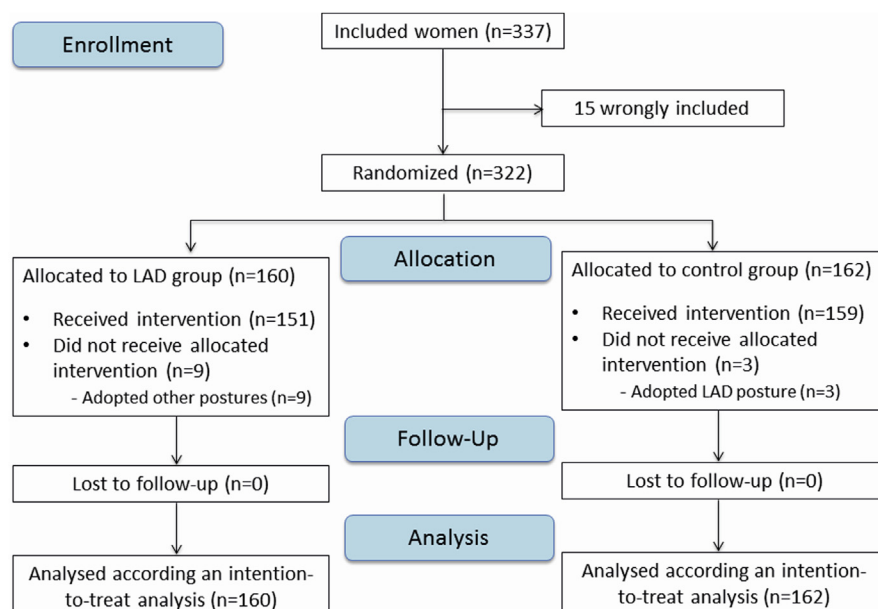 Enrollment
Included women (n=337)
15 wrongly included
Randomized (n=322)
Allocation
Allocated to LAD group (n=160)
• Received intervention (n=151)
• Did not receive allocated
intervention (n=9)
- Adopted other postures (n=9)
Allocated to control group (n=162)
• Received intervention (n=159)
• Did not receive allocated
intervention (n=3)
- Adopted LAD posture (n=3)
Follow-Up
Lost to follow-up (n=0)
Lost to follow-up (n=0)
Analysis
Analysed according an intention-
to-treat analysis (n=160)
Analysed according an intention-
to-treat analysis (n=162)